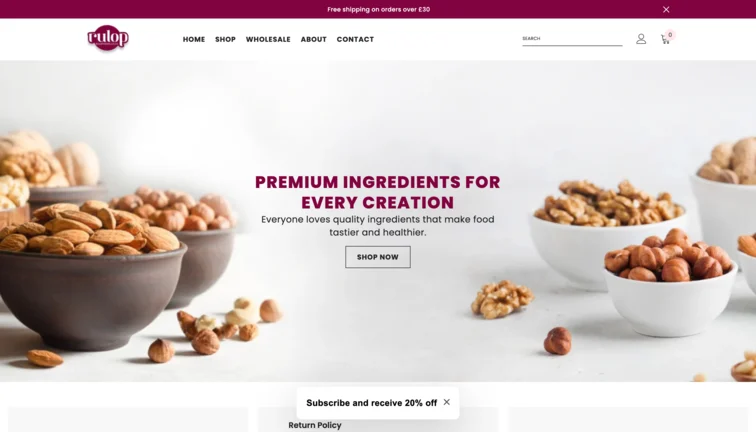 Free shipping on orders over £30
rulop
HOME SHOP WHOLESALE ABOUT CONTACT
SEARCH
0
PREMIUM INGREDIENTS FOR
EVERY CREATION
Everyone loves quality ingredients that make food
tastier and healthier.
SHOP NOW
Subscribe and receive 20% off
Return Policy